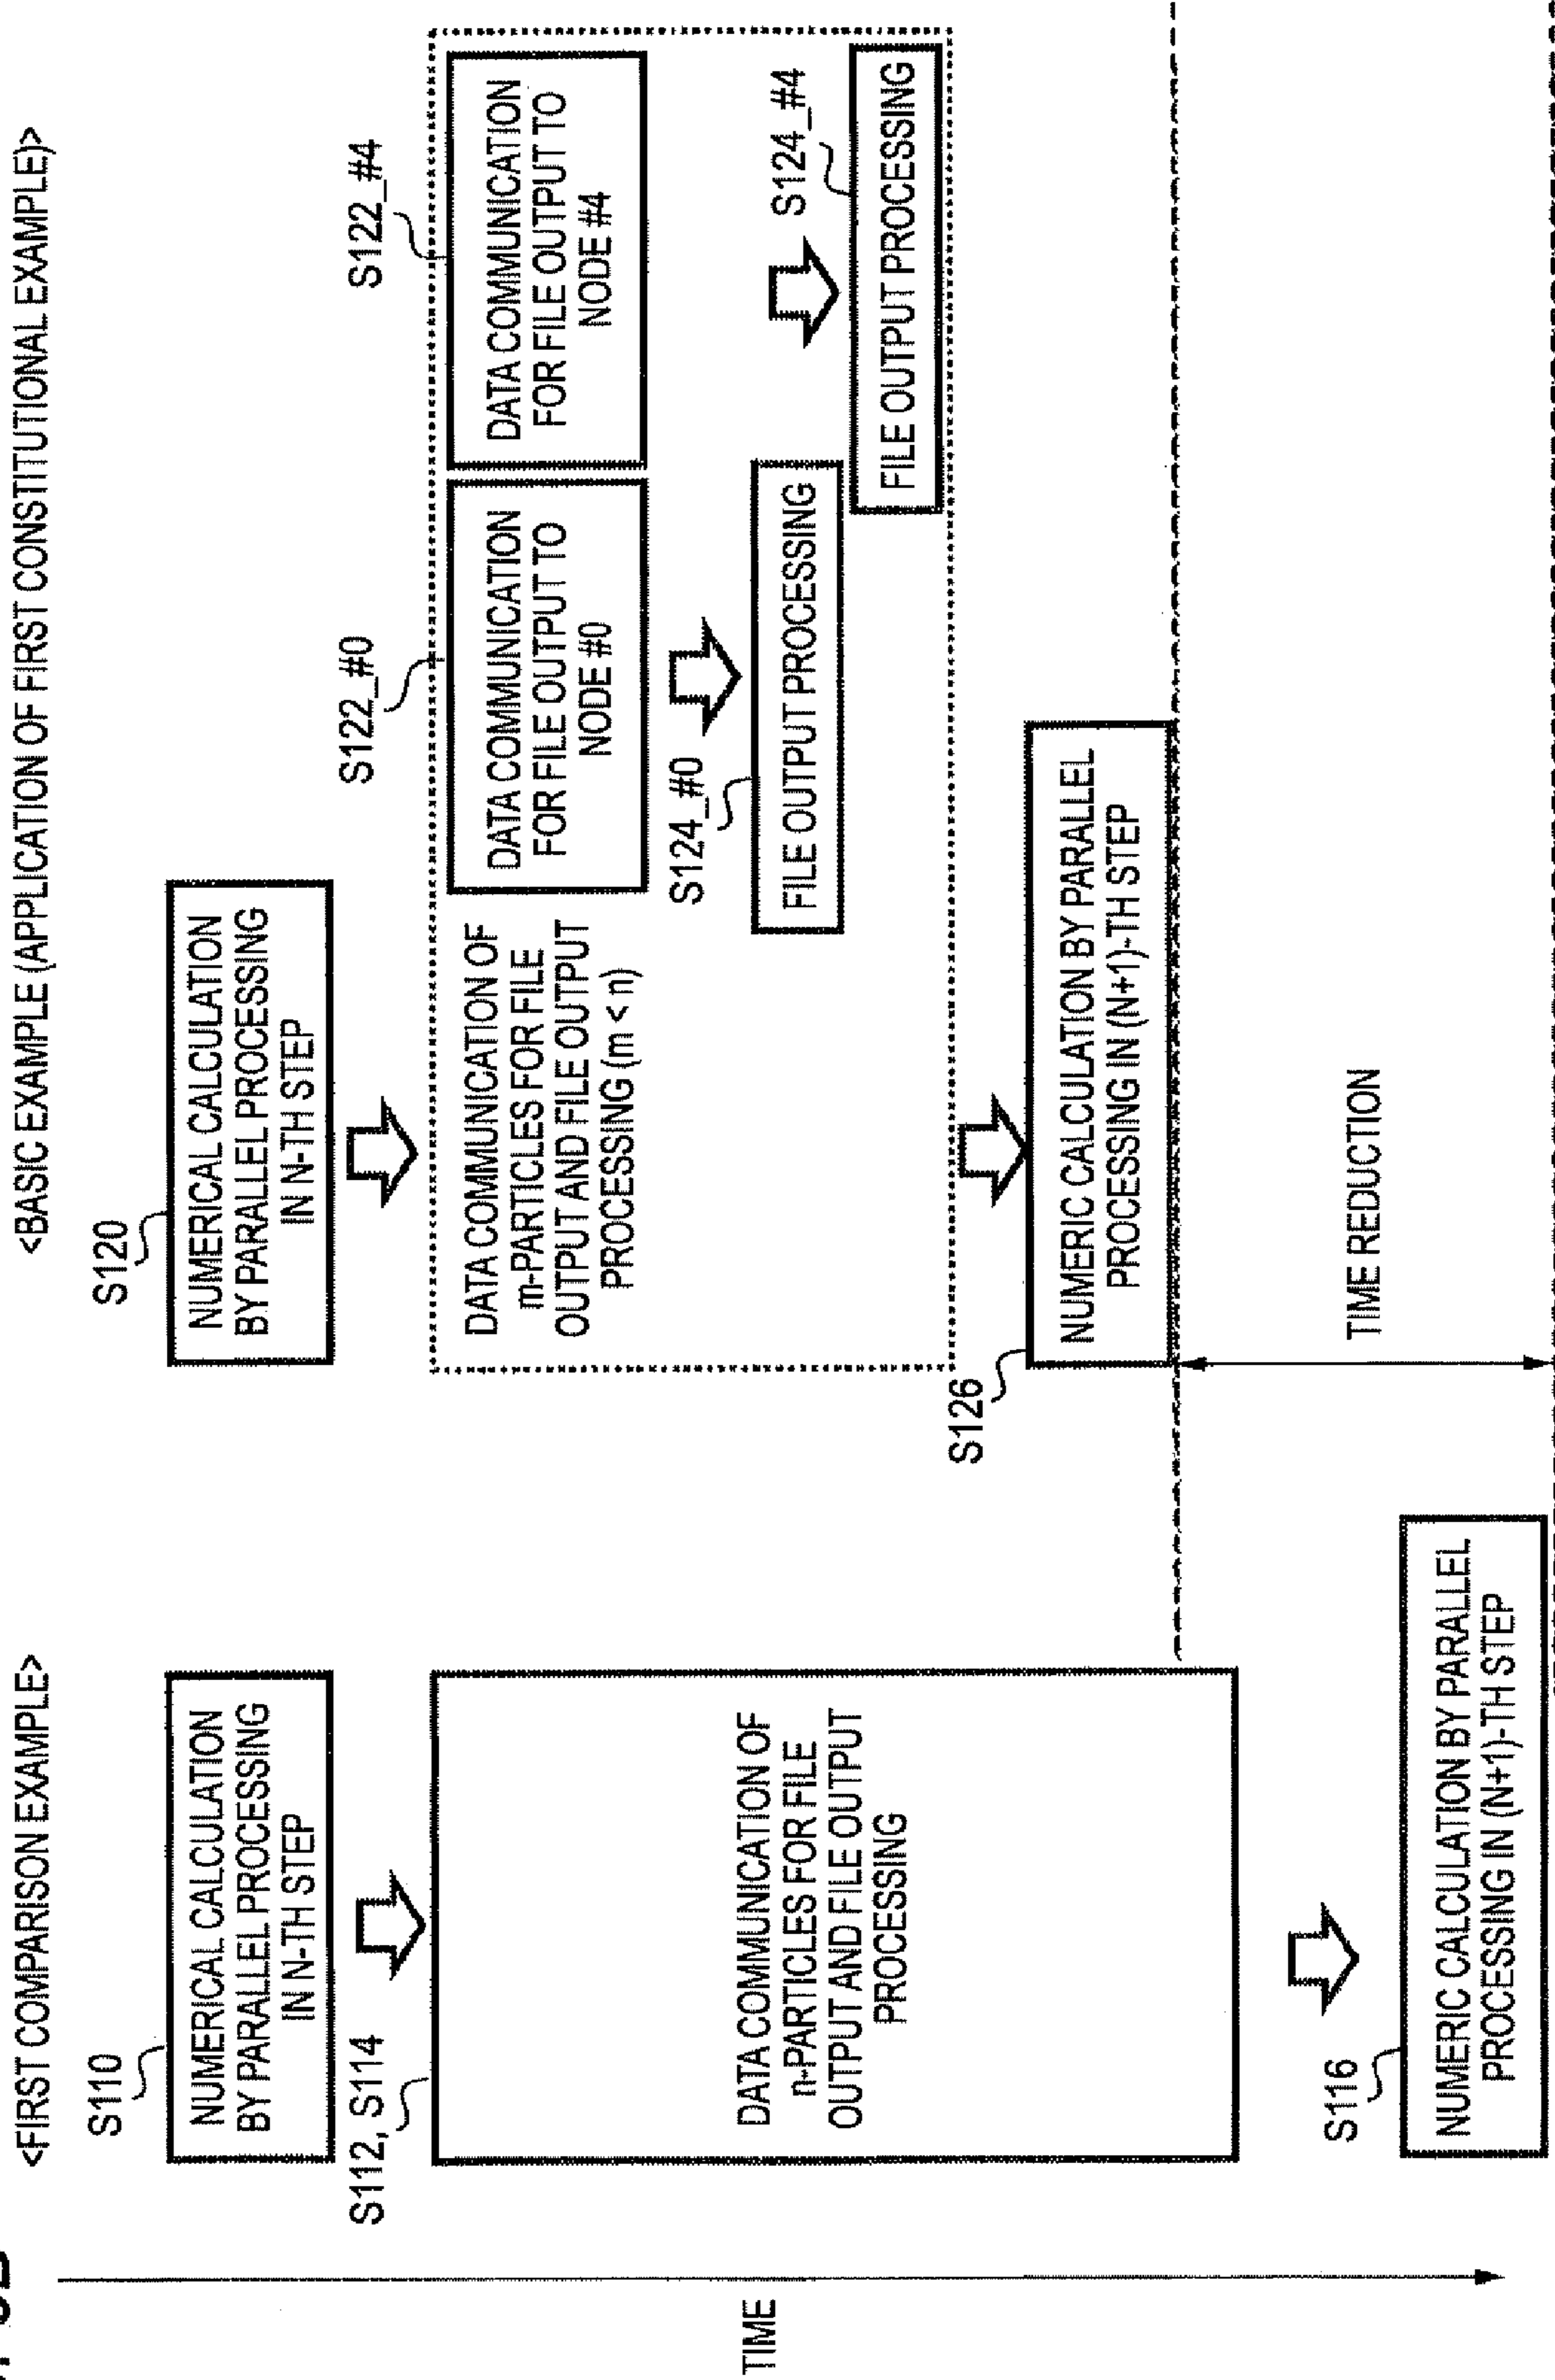 <FIRST COMPARISON EXAMPLE>
S110
NUMERICAL CALCULATION
BY PARALLEL PROCESSING
IN N-TH STEP
S112, S114
DATA COMMUNICATION OF
n-PARTICLES FOR FILE
OUTPUT AND FILE OUTPUT
PROCESSING
S116
NUMERIC CALCULATION BY PARALLEL
PROCESSING IN (N+1)-TH STEP
TIME
<BASIC EXAMPLE (APPLICATION OF FIRST CONSTITUTIONAL EXAMPLE)>
S120
NUMERICAL CALCULATION
BY PARALLEL PROCESSING
IN N-TH STEP
DATA COMMUNICATION OF
m-PARTICLES FOR FILE
OUTPUT AND FILE OUTPUT
PROCESSING (m < n)
S122_#0
DATA COMMUNICATION
FOR FILE OUTPUT TO
NODE #0
S122_#4
DATA COMMUNICATION
FOR FILE OUTPUT TO
NODE #4
S124_#0
FILE OUTPUT PROCESSING
S124_#4
FILE OUTPUT PROCESSING
S126
NUMERIC CALCULATION BY PARALLEL
PROCESSING IN (N+1)-TH STEP
TIME REDUCTION